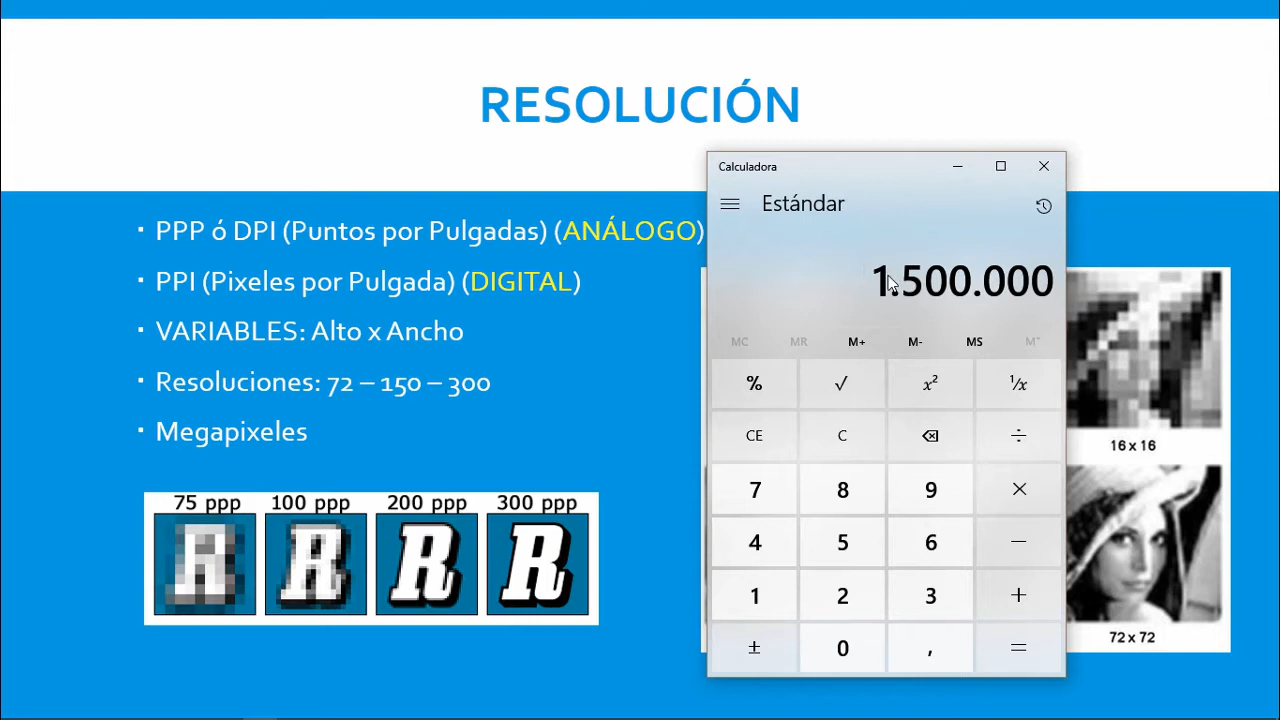 RESOLUCIÓN
PPP ó DPI (Puntos por Pulgadas) (ANÁLOGO)
PPI (Pixeles por Pulgada) (DIGITAL)
VARIABLES: Alto x Ancho
Resoluciones: 72 – 150 – 300
Megapixeles
75 ppp 100 ppp 200 ppp 300 ppp
R R R R
Calculadora
Estándar
1.500.000
MC MR M+ M- MS M˅
% √ x² ¹/x
CE C ÷
7 8 9 ×
4 5 6 −
1 2 3 +
± 0 , =
16 x 16
72 x 72